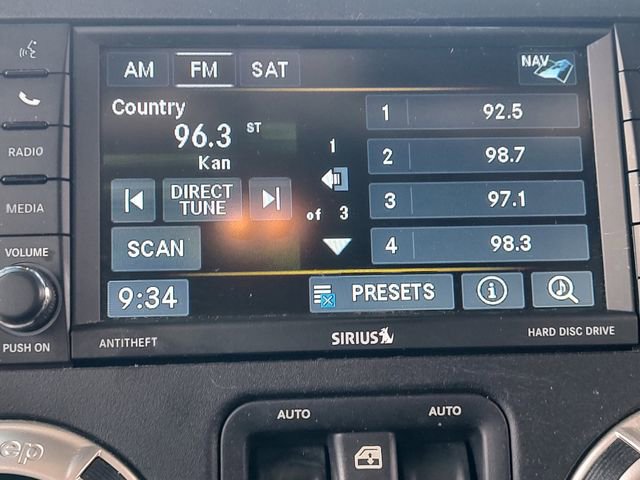 AM FM SAT NAV
Country
96.3 ST
Kan
DIRECT
TUNE
SCAN
1
of 3
1 92.5
2 98.7
3 97.1
4 98.3
9:34 PRESETS
RADIO
MEDIA
VOLUME
PUSH ON
ANTITHEFT SIRIUS HARD DISC DRIVE
AUTO AUTO
eep